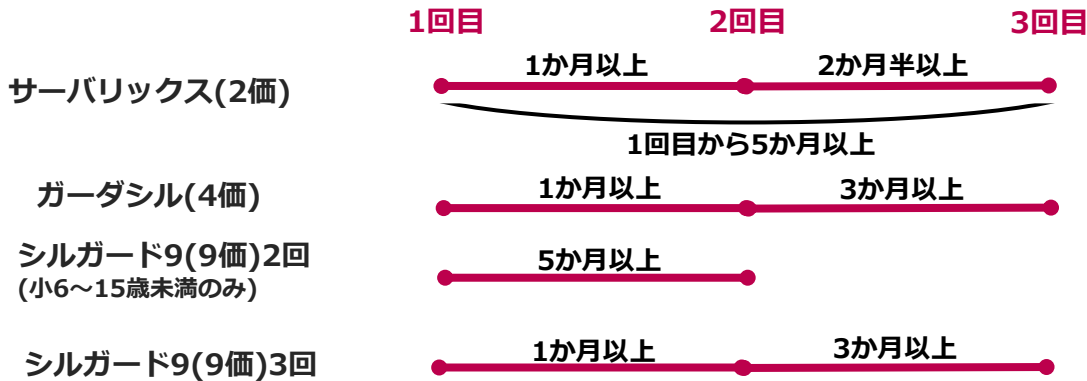 1回目 2回目 3回目
サーバリックス(2価) 1か月以上 2か月半以上
1回目から5か月以上
ガーダシル(4価) 1か月以上 3か月以上
シルガード9(9価)2回 5か月以上
(小6～15歳未満のみ)
シルガード9(9価)3回 1か月以上 3か月以上